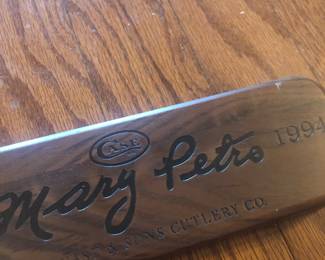 CASE
Mary Petro 1994
& SONS CUTLERY CO.